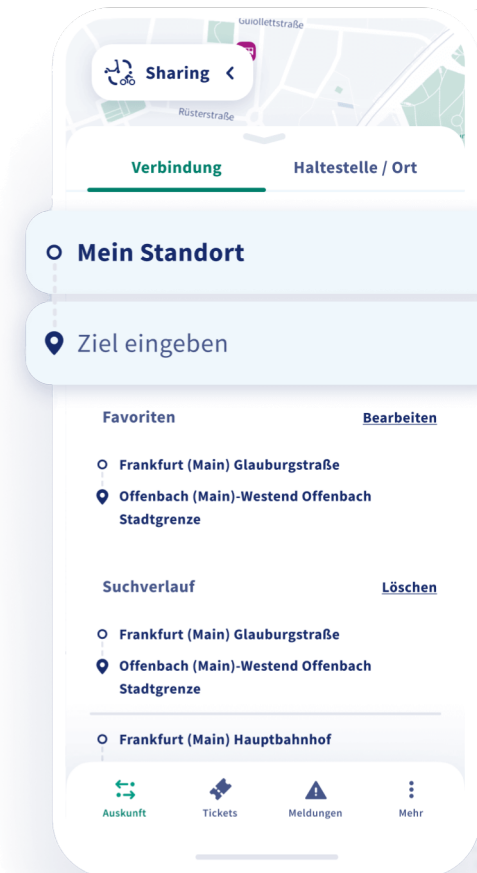 Guiollettstraße
Sharing
Rüsterstraße
Verbindung
Haltestelle / Ort
Mein Standort
Ziel eingeben
Favoriten
Bearbeiten
Frankfurt (Main) Glauburgstraße
Offenbach (Main)-Westend Offenbach
Stadtgrenze
Suchverlauf
Löschen
Frankfurt (Main) Glauburgstraße
Offenbach (Main)-Westend Offenbach
Stadtgrenze
Frankfurt (Main) Hauptbahnhof
Auskunft
Tickets
Meldungen
Mehr